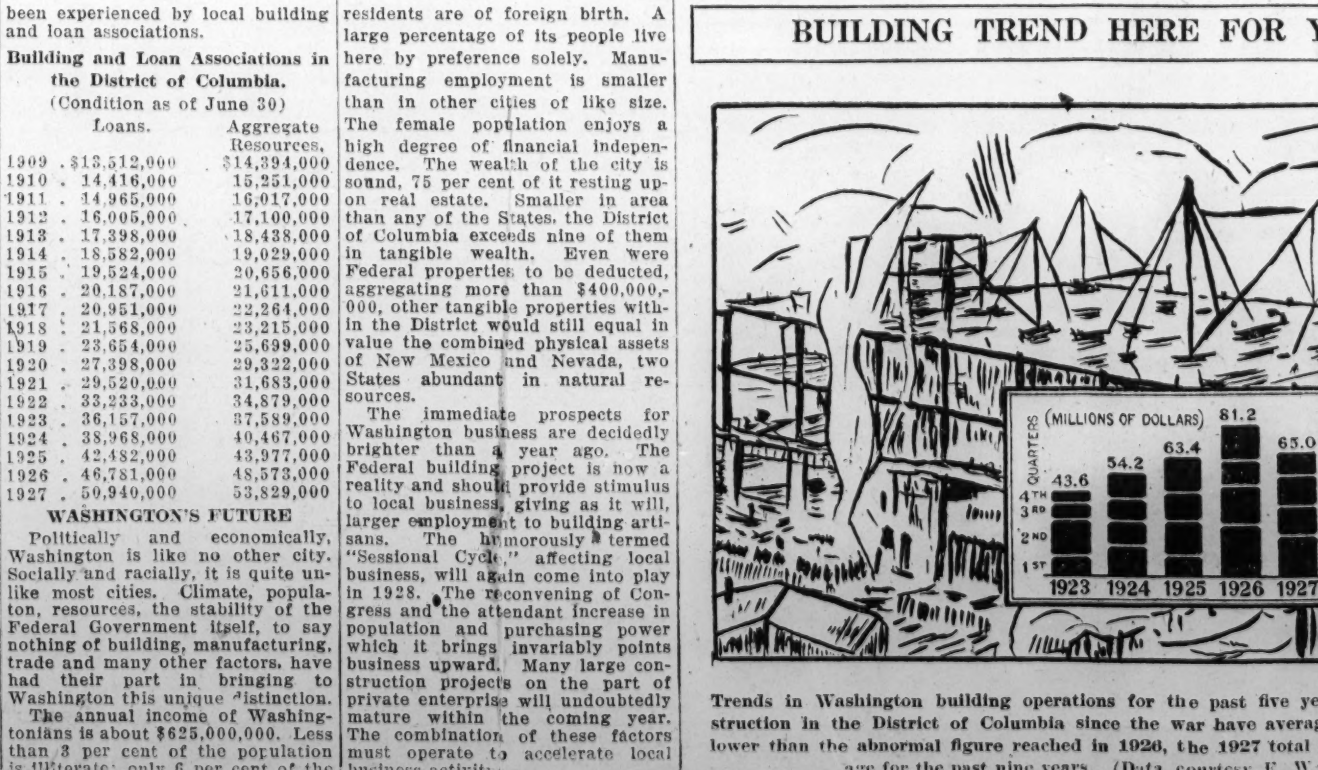 been experienced by local building
and loan associations.
Building and Loan Associations in
the District of Columbia.
(Condition as of June 30)
Loans. Aggregate
Resources.
1909 . $13,512,000 $14,394,000
1910 . 14,416,000 15,251,000
1911 . 14,965,000 16,017,000
1912 . 16,005,000 17,100,000
1913 . 17,398,000 18,438,000
1914 . 18,582,000 19,029,000
1915 . 19,524,000 20,656,000
1916 . 20,187,000 21,611,000
1917 . 20,951,000 22,264,000
1918 . 21,568,000 23,215,000
1919 . 23,654,000 25,699,000
1920 . 27,398,000 29,322,000
1921 . 29,520,000 31,683,000
1922 . 33,233,000 34,879,000
1923 . 36,157,000 37,589,000
1924 . 38,968,000 40,467,000
1925 . 42,482,000 43,977,000
1926 . 46,781,000 48,573,000
1927 . 50,940,000 53,829,000
WASHINGTON'S FUTURE
Politically and economically,
Washington is like no other city.
Socially and racially, it is quite un-
like most cities. Climate, popula-
ton, resources, the stability of the
Federal Government itself, to say
nothing of building, manufacturing,
trade and many other factors, have
had their part in bringing to
Washington this unique distinction.
The annual income of Washing-
tonians is about $625,000,000. Less
than 3 per cent of the population
is illiterate; only 6 per cent of the
residents are of foreign birth. A
large percentage of its people live
here by preference solely. Manu-
facturing employment is smaller
than in other cities of like size.
The female population enjoys a
high degree of financial indepen-
dence. The wealth of the city is
sound, 75 per cent of it resting up-
on real estate. Smaller in area
than any of the States, the District
of Columbia exceeds nine of them
in tangible wealth. Even were
Federal properties to be deducted,
aggregating more than $400,000,-
000, other tangible properties with-
in the District would still equal in
value the combined physical assets
of New Mexico and Nevada, two
States abundant in natural re-
sources.
The immediate prospects for
Washington business are decidedly
brighter than a year ago. The
Federal building project is now a
reality and should provide stimulus
to local business, giving as it will,
larger employment to building arti-
sans. The humorously termed
"Sessional Cycle," affecting local
business, will again come into play
in 1928. The reconvening of Con-
gress and the attendant increase in
population and purchasing power
which it brings invariably points
business upward. Many large con-
struction projects on the part of
private enterprise will undoubtedly
mature within the coming year.
The combination of these factors
must operate to accelerate local
BUILDING TREND HERE FOR
(MILLIONS OF DOLLARS)
QUARTERS
43.6 54.2 63.4 81.2 65.0
4TH
3RD
2ND
1ST
1923 1924 1925 1926 1927
Trends in Washington building operations for the past five
struction in the District of Columbia since the war have
lower than the abnormal figure reached in 1926, the 1927 total
age for the past nine years. (Data courtesy